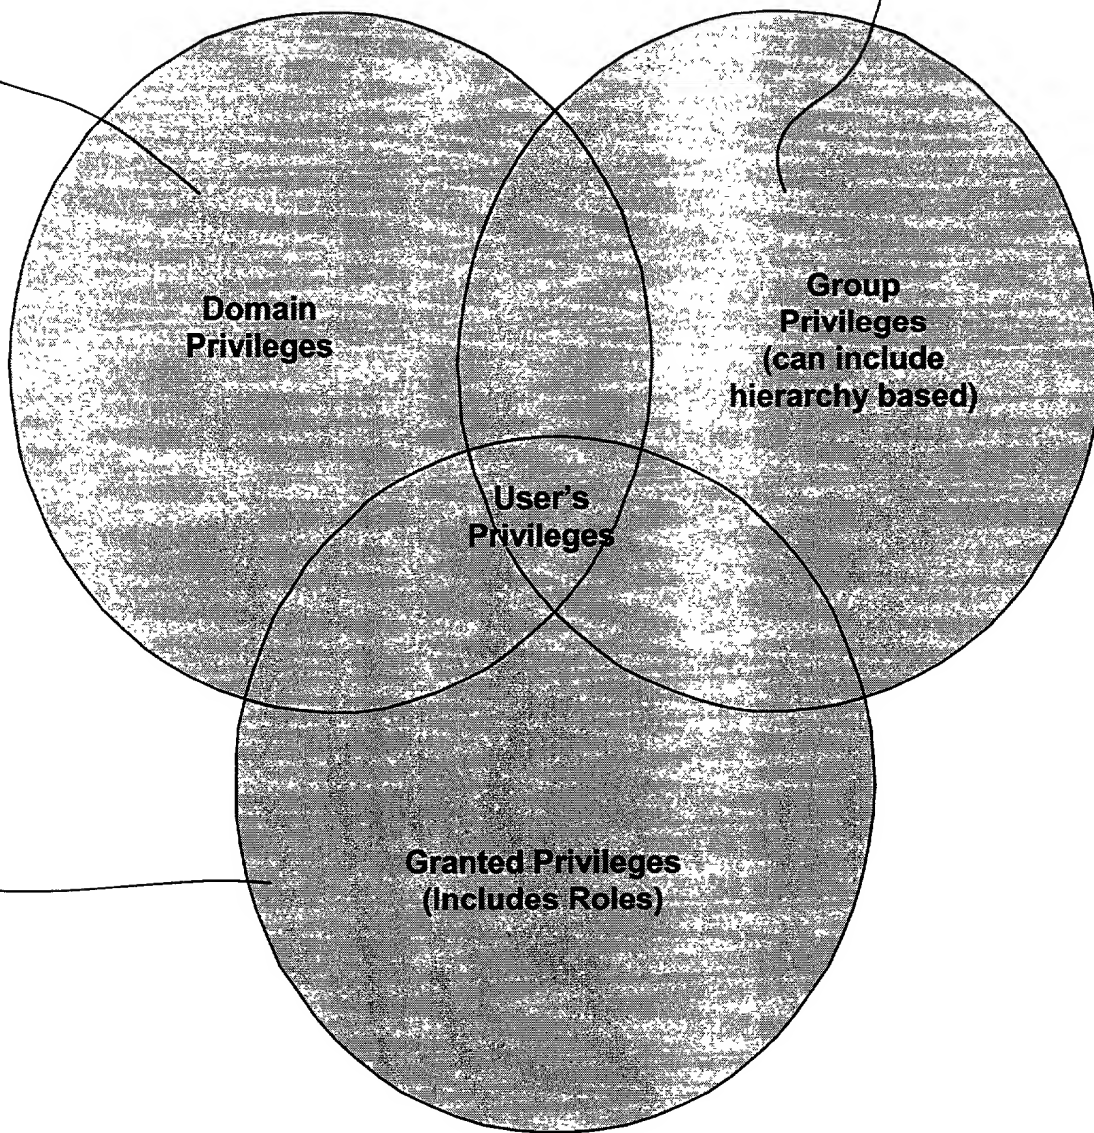 Domain
Privileges
Group
Privileges
(can include
hierarchy based)
User's
Privileges
Granted Privileges
(Includes Roles)